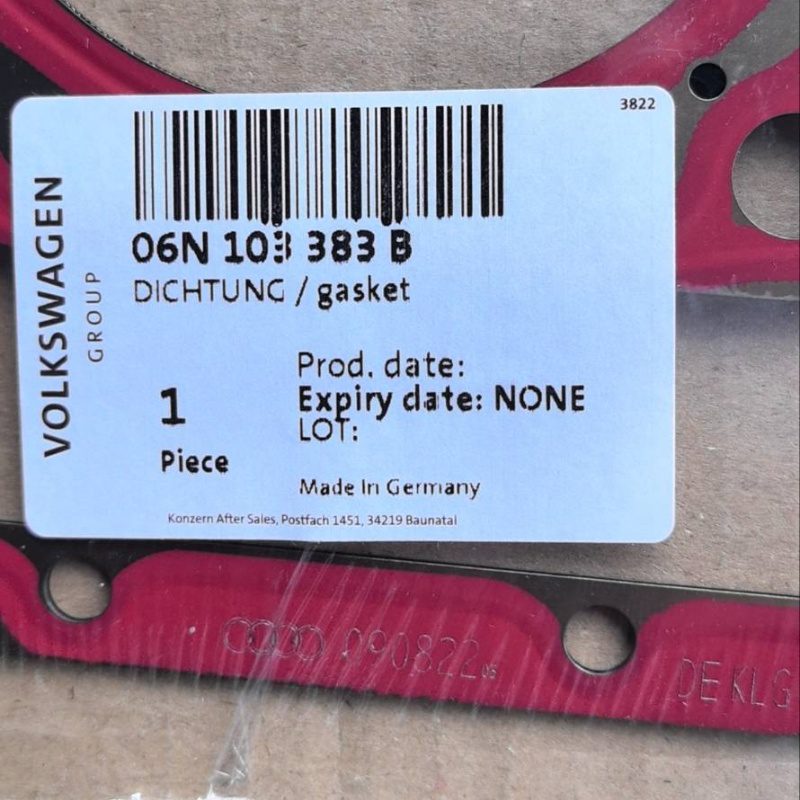 3822
VOLKSWAGEN
GROUP
06N 103 383 B
DICHTUNG / gasket
Prod. date:
1
Expiry date: NONE
LOT:
Piece
Made In Germany
Konzern After Sales, Postfach 1451, 34219 Baunatal
090822 05
DE KLG